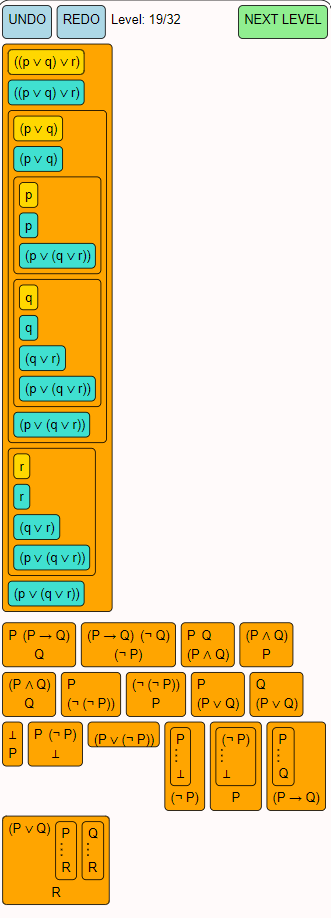 UNDO REDO Level: 19/32 NEXT LEVEL
((p ∨ q) ∨ r)
((p ∨ q) ∨ r)
(p ∨ q)
(p ∨ q)
p
p
(p ∨ (q ∨ r))
q
q
(q ∨ r)
(p ∨ (q ∨ r))
(p ∨ (q ∨ r))
r
r
(q ∨ r)
(p ∨ (q ∨ r))
(p ∨ (q ∨ r))
P (P → Q) (P → Q) (¬ Q) P Q (P ∧ Q)
Q (¬ P) (P ∧ Q) P
(P ∧ Q) P (¬ (¬ P)) P Q
Q (¬ (¬ P)) P (P ∨ Q) (P ∨ Q)
⊥ P (¬ P) (P ∨ (¬ P)) P (¬ P) P
P ⊥ ⋮ ⋮ ⋮
⊥ ⊥ Q
(¬ P) P (P → Q)
(P ∨ Q) P Q
⋮ ⋮
R R
R